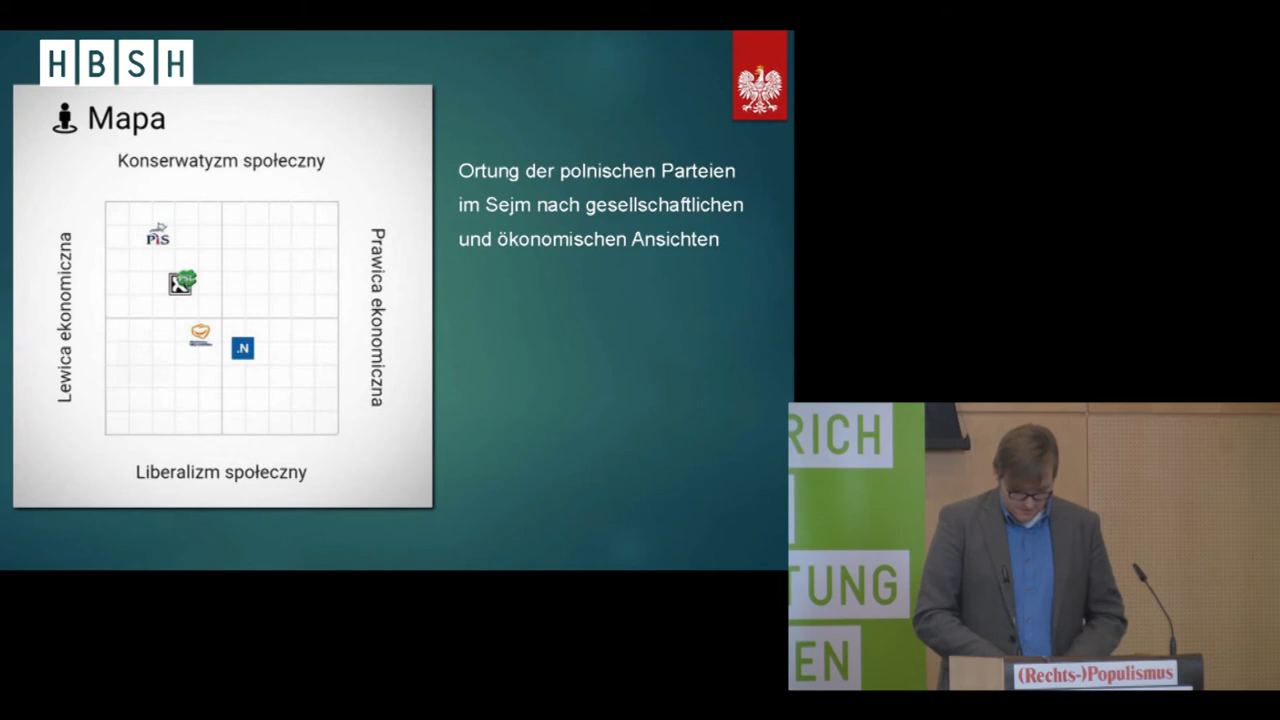 HBSH
Mapa
Konserwatyzm społeczny
Lewica ekonomiczna
Prawica ekonomiczna
PiS
PSL
.N
Liberalizm społeczny
Ortung der polnischen Parteien
im Sejm nach gesellschaftlichen
und ökonomischen Ansichten
RICH
TUNG
EN
(Rechts-)Populismus